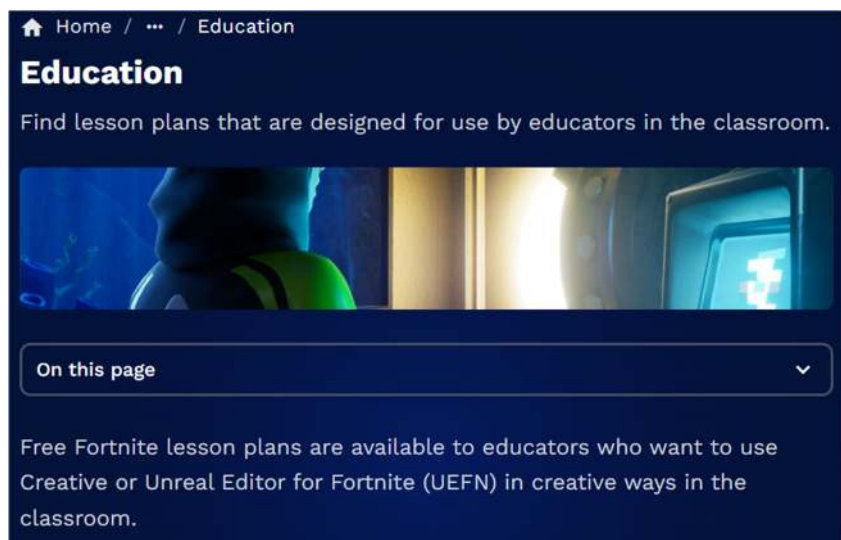 Home / ··· / Education
Education
Find lesson plans that are designed for use by educators in the classroom.
On this page
Free Fortnite lesson plans are available to educators who want to use
Creative or Unreal Editor for Fortnite (UEFN) in creative ways in the
classroom.